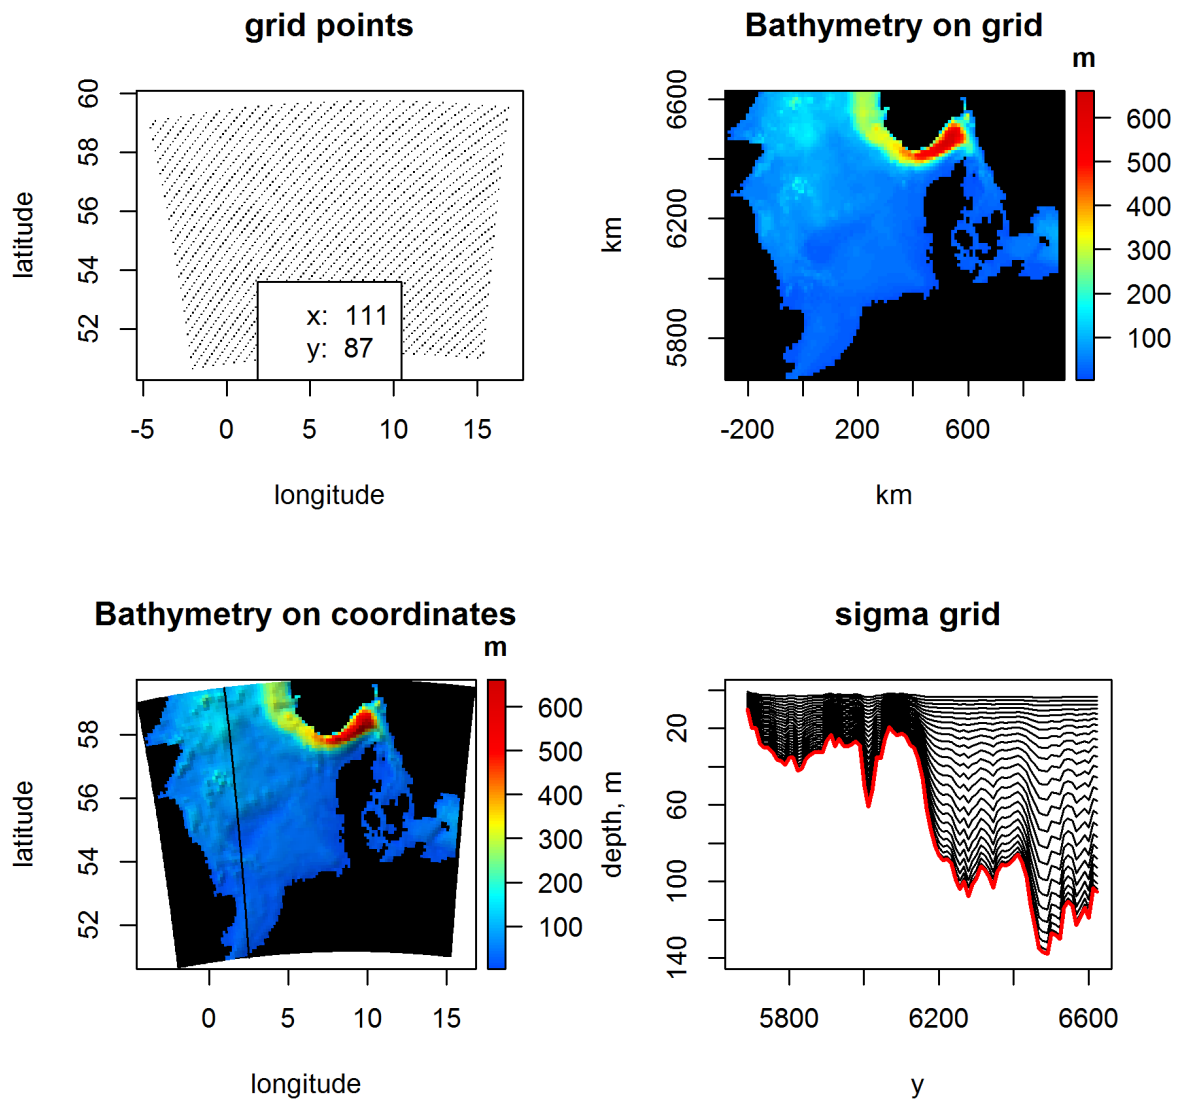 grid points
60
58
56
54
52
latitude
x: 111
y: 87
-5
0
5
10
15
longitude
Bathymetry on grid
m
6600
6200
5800
km
600
500
400
300
200
100
-200
200
600
km
Bathymetry on coordinates
m
58
56
54
52
latitude
600
500
400
300
200
100
0
5
10
15
longitude
sigma grid
20
60
100
140
depth, m
5800
6200
6600
y